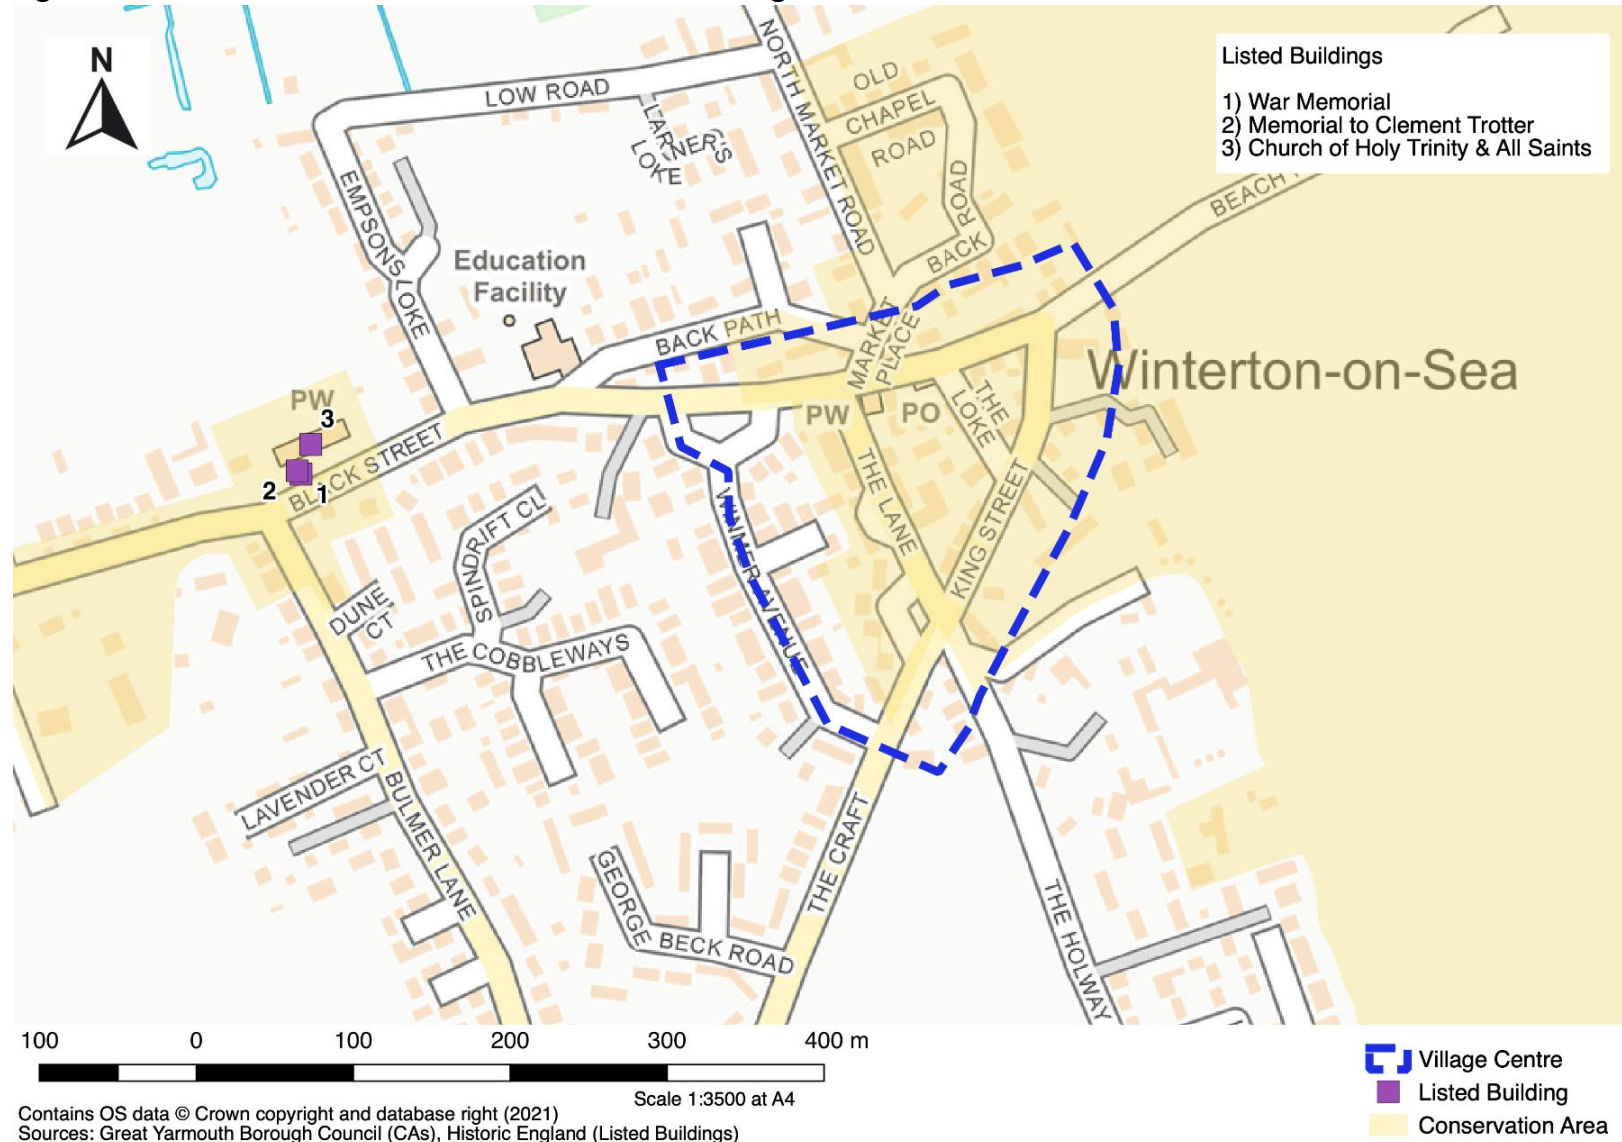 N
Listed Buildings
1) War Memorial
2) Memorial to Clement Trotter
3) Church of Holy Trinity & All Saints
LOW ROAD
LARNER'S
LOKE
NORTH MARKET ROAD
OLD
CHAPEL
ROAD
BACK
ROAD
BEACH
EMPSONS LOKE
Education
Facility
BACK PATH
MARKET
PLACE
Winterton-on-Sea
PW
3
2
1
BLACK STREET
PW
PO
THE
LOKE
THE LANE
KING STREET
WINMER AVENUE
SPINDRIFT CL
DUNE
CT
THE COBBLEWAYS
LAVENDER CT
BULMER LANE
GEORGE
BECK ROAD
THE CRAFT
THE HOLWAY
100
0
100
200
300
400 m
Scale 1:3500 at A4
Contains OS data © Crown copyright and database right (2021)
Sources: Great Yarmouth Borough Council (CAs), Historic England (Listed Buildings)
Village Centre
Listed Building
Conservation Area